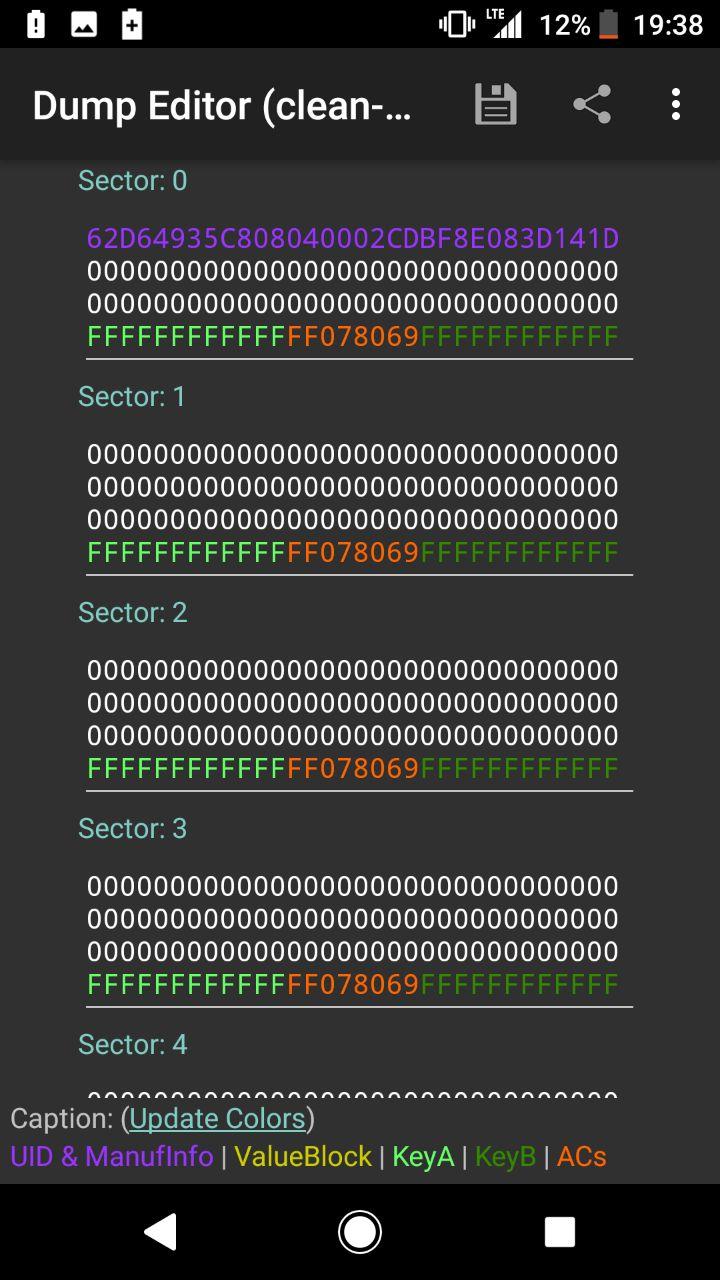 LTE 12% 19:38
Dump Editor (clean-...
Sector: 0
62D64935C808040002CDBF8E083D141D
00000000000000000000000000000000
00000000000000000000000000000000
FFFFFFFFFFFFFF078069FFFFFFFFFFFF
Sector: 1
00000000000000000000000000000000
00000000000000000000000000000000
00000000000000000000000000000000
FFFFFFFFFFFFFF078069FFFFFFFFFFFF
Sector: 2
00000000000000000000000000000000
00000000000000000000000000000000
00000000000000000000000000000000
FFFFFFFFFFFFFF078069FFFFFFFFFFFF
Sector: 3
00000000000000000000000000000000
00000000000000000000000000000000
00000000000000000000000000000000
FFFFFFFFFFFFFF078069FFFFFFFFFFFF
Sector: 4
Caption: (Update Colors)
UID & ManufInfo | ValueBlock | KeyA | KeyB | ACs